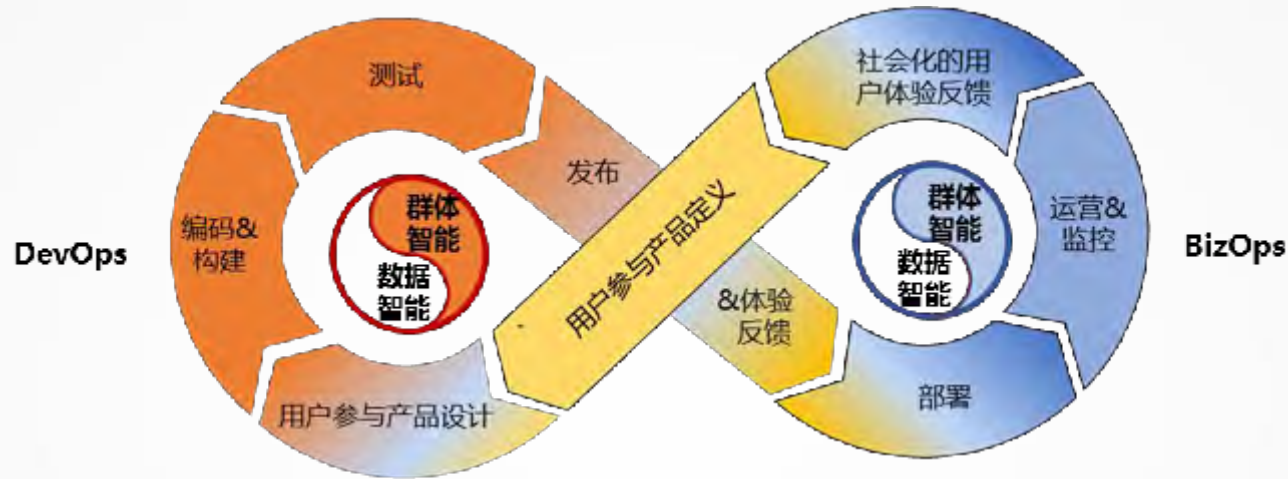 DevOps
编码&
构建
测试
发布
群体
智能
数据
智能
用户参与产品设计
用户参与产品定义
&体验
反馈
社会化的用
户体验反馈
群体
智能
数据
智能
运营&
监控
部署
BizOps